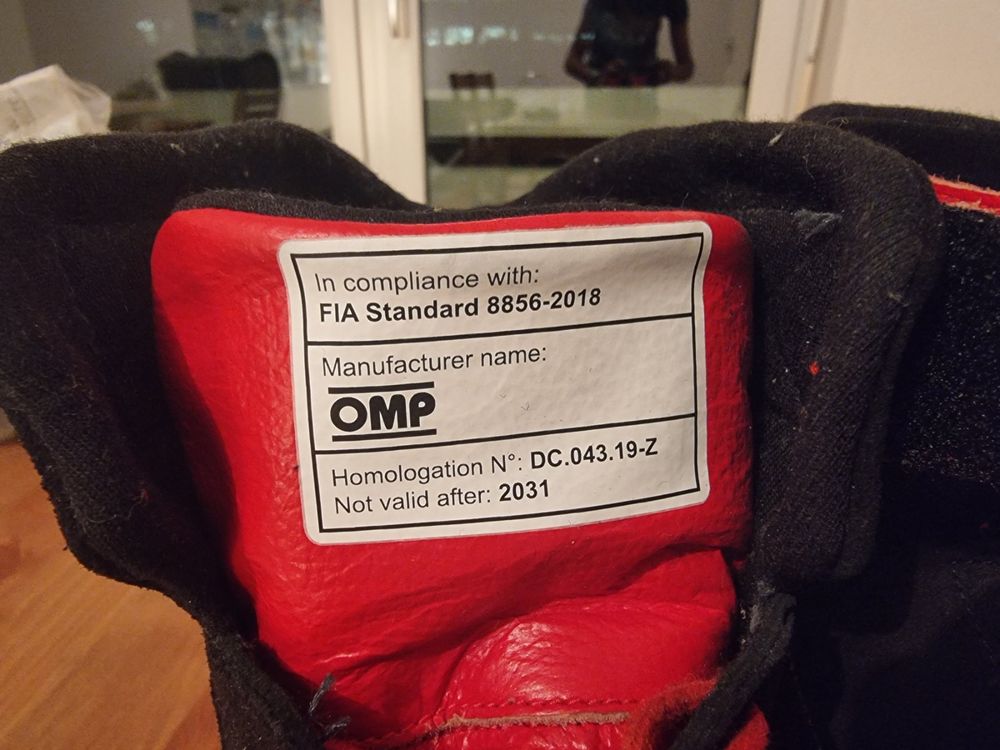 In compliance with:
FIA Standard 8856-2018
Manufacturer name:
OMP
Homologation N°: DC.043.19-Z
Not valid after: 2031